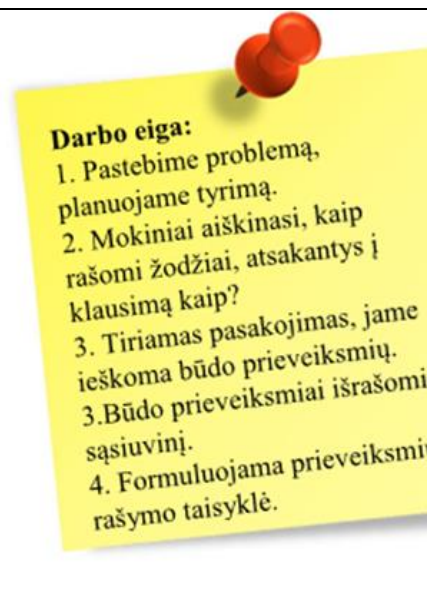 Darbo eiga:
1. Pastebime problemą,
planuojame tyrimą.
2. Mokiniai aiškinasi, kaip
rašomi žodžiai, atsakantys į
klausimą kaip?
3. Tiriamas pasakojimas, jame
ieškoma būdo prieveiksmių.
3.Būdo prieveiksmiai išrašomi
sąsiuvinį.
4. Formuluojama prieveiksmių
rašymo taisyklė.